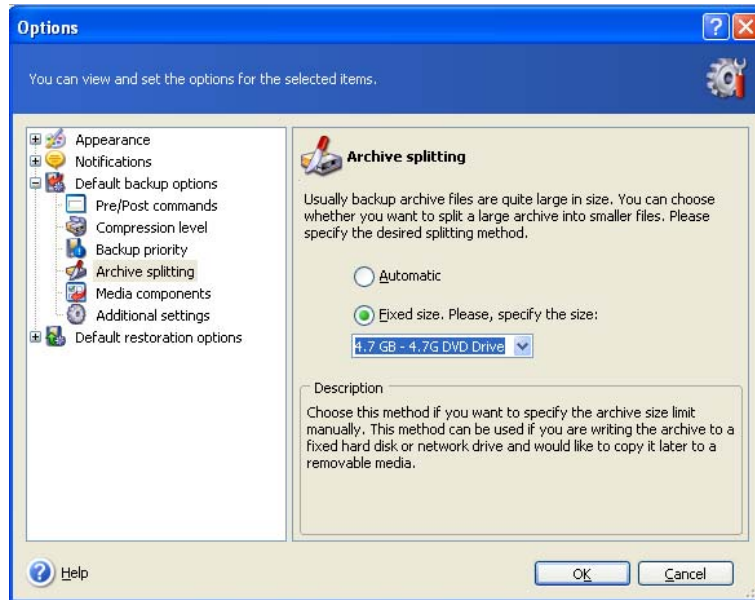 Options
You can view and set the options for the selected items.
Appearance
Notifications
Default backup options
Pre/Post commands
Compression level
Backup priority
Archive splitting
Media components
Additional settings
Default restoration options
Archive splitting
Usually backup archive files are quite large in size. You can choose
whether you want to split a large archive into smaller files. Please
specify the desired splitting method.
Automatic
Fixed size. Please, specify the size:
4.7 GB - 4.7G DVD Drive
Description
Choose this method if you want to specify the archive size limit
manually. This method can be used if you are writing the archive to a
fixed hard disk or network drive and would like to copy it later to a
removable media.
Help
OK
Cancel